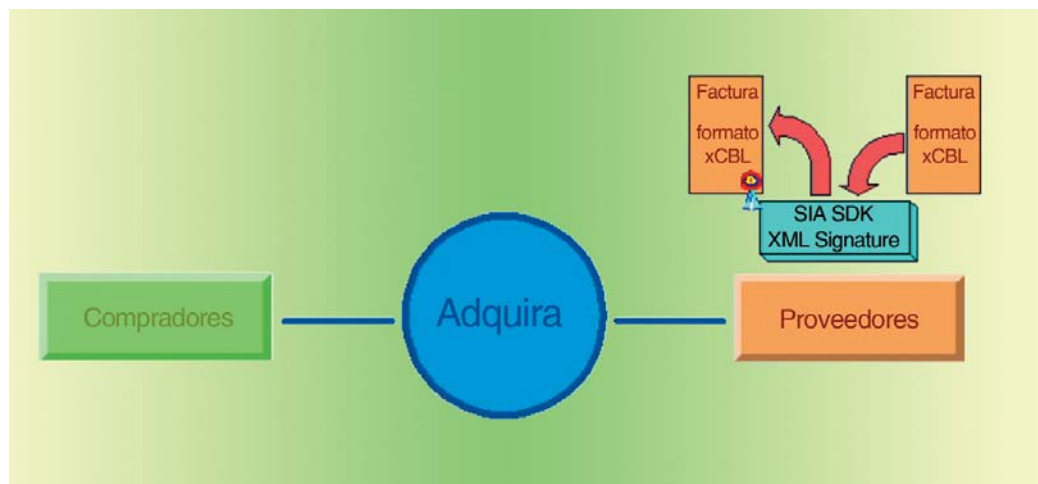 Factura
formato
xCBL
Factura
formato
xCBL
SIA SDK
XML Signature
Compradores
Adquira
Proveedores